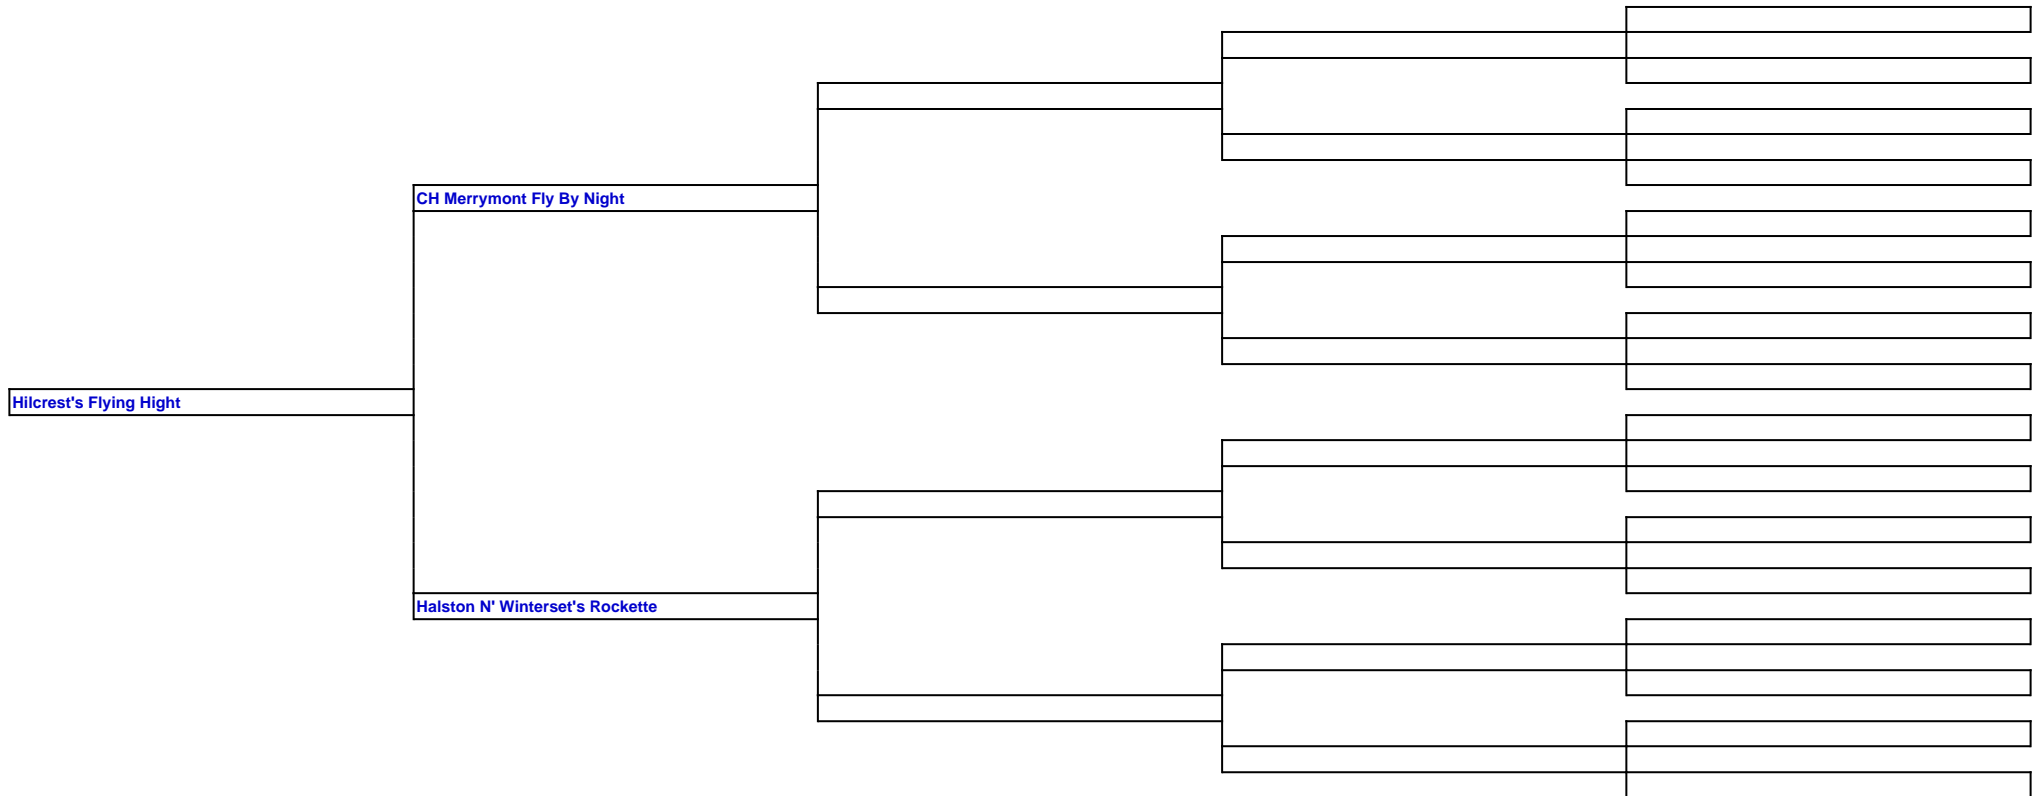 CH Merrymont Fly By Night
Hilcrest's Flying Hight
Halston N' Winterset's Rockette